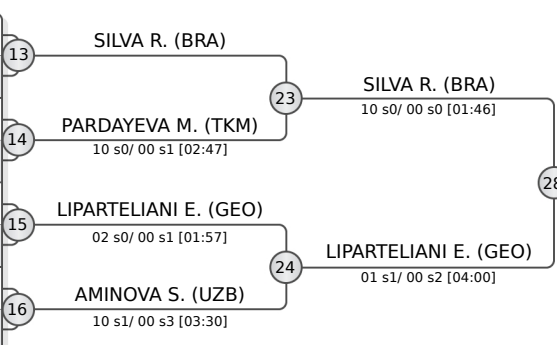 13
SILVA R. (BRA)
23
SILVA R. (BRA)
10 s0/ 00 s0 [01:46]
14
PARDAYEVA M. (TKM)
10 s0/ 00 s1 [02:47]
28
15
LIPARTELIANI E. (GEO)
02 s0/ 00 s1 [01:57]
24
LIPARTELIANI E. (GEO)
01 s1/ 00 s2 [04:00]
16
AMINOVA S. (UZB)
10 s1/ 00 s3 [03:30]